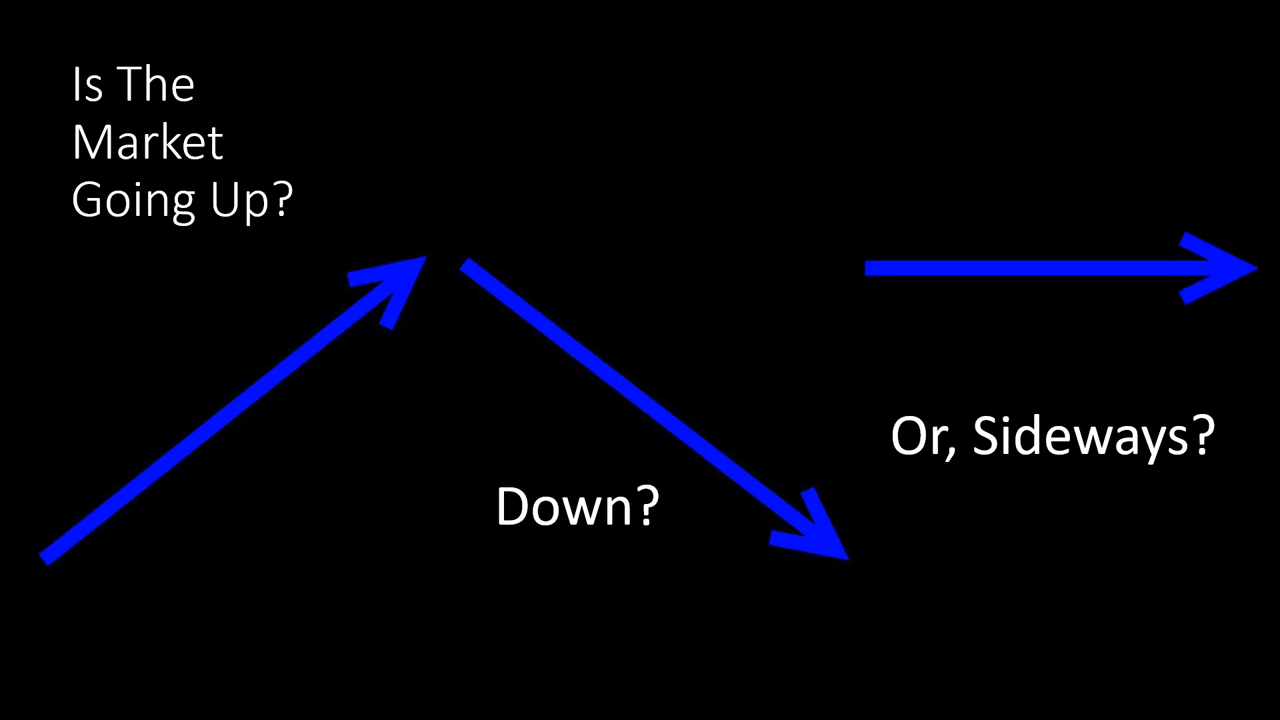 Is The
Market
Going Up?
Down?
Or, Sideways?